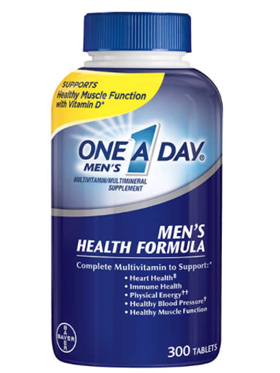 SUPPORTS
Healthy Muscle Function
with Vitamin D*
ONE A DAY®
1
MEN'S
MULTIVITAMIN/MULTIMINERAL
SUPPLEMENT
MEN'S
HEALTH FORMULA
Complete Multivitamin to Support:*
• Heart Health‡
• Immune Health
• Physical Energy††
• Healthy Blood Pressure†
• Healthy Muscle Function
BAYER
300 TABLETS